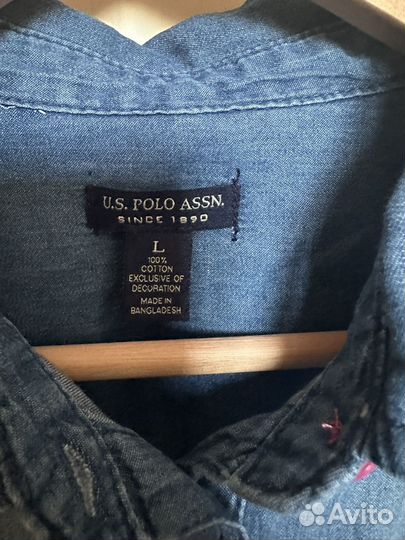 U.S. POLO ASSN.
SINCE 1890
L
100%
COTTON
EXCLUSIVE OF
DECORATION
MADE IN
BANGLADESH
Avito